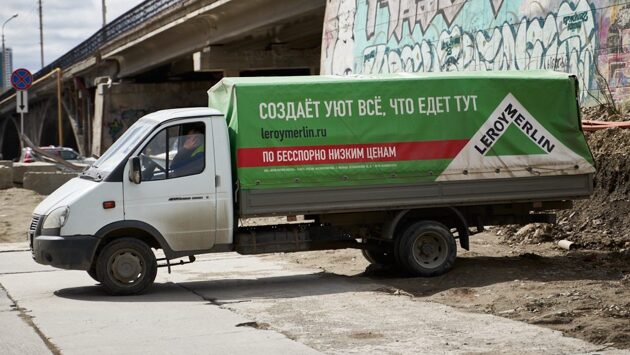 СОЗДАЁТ УЮТ ВСЁ, ЧТО ЕДЕТ ТУТ
leroymerlin.ru
ПО БЕССПОРНО НИЗКИМ ЦЕНАМ
LEROY MERLIN